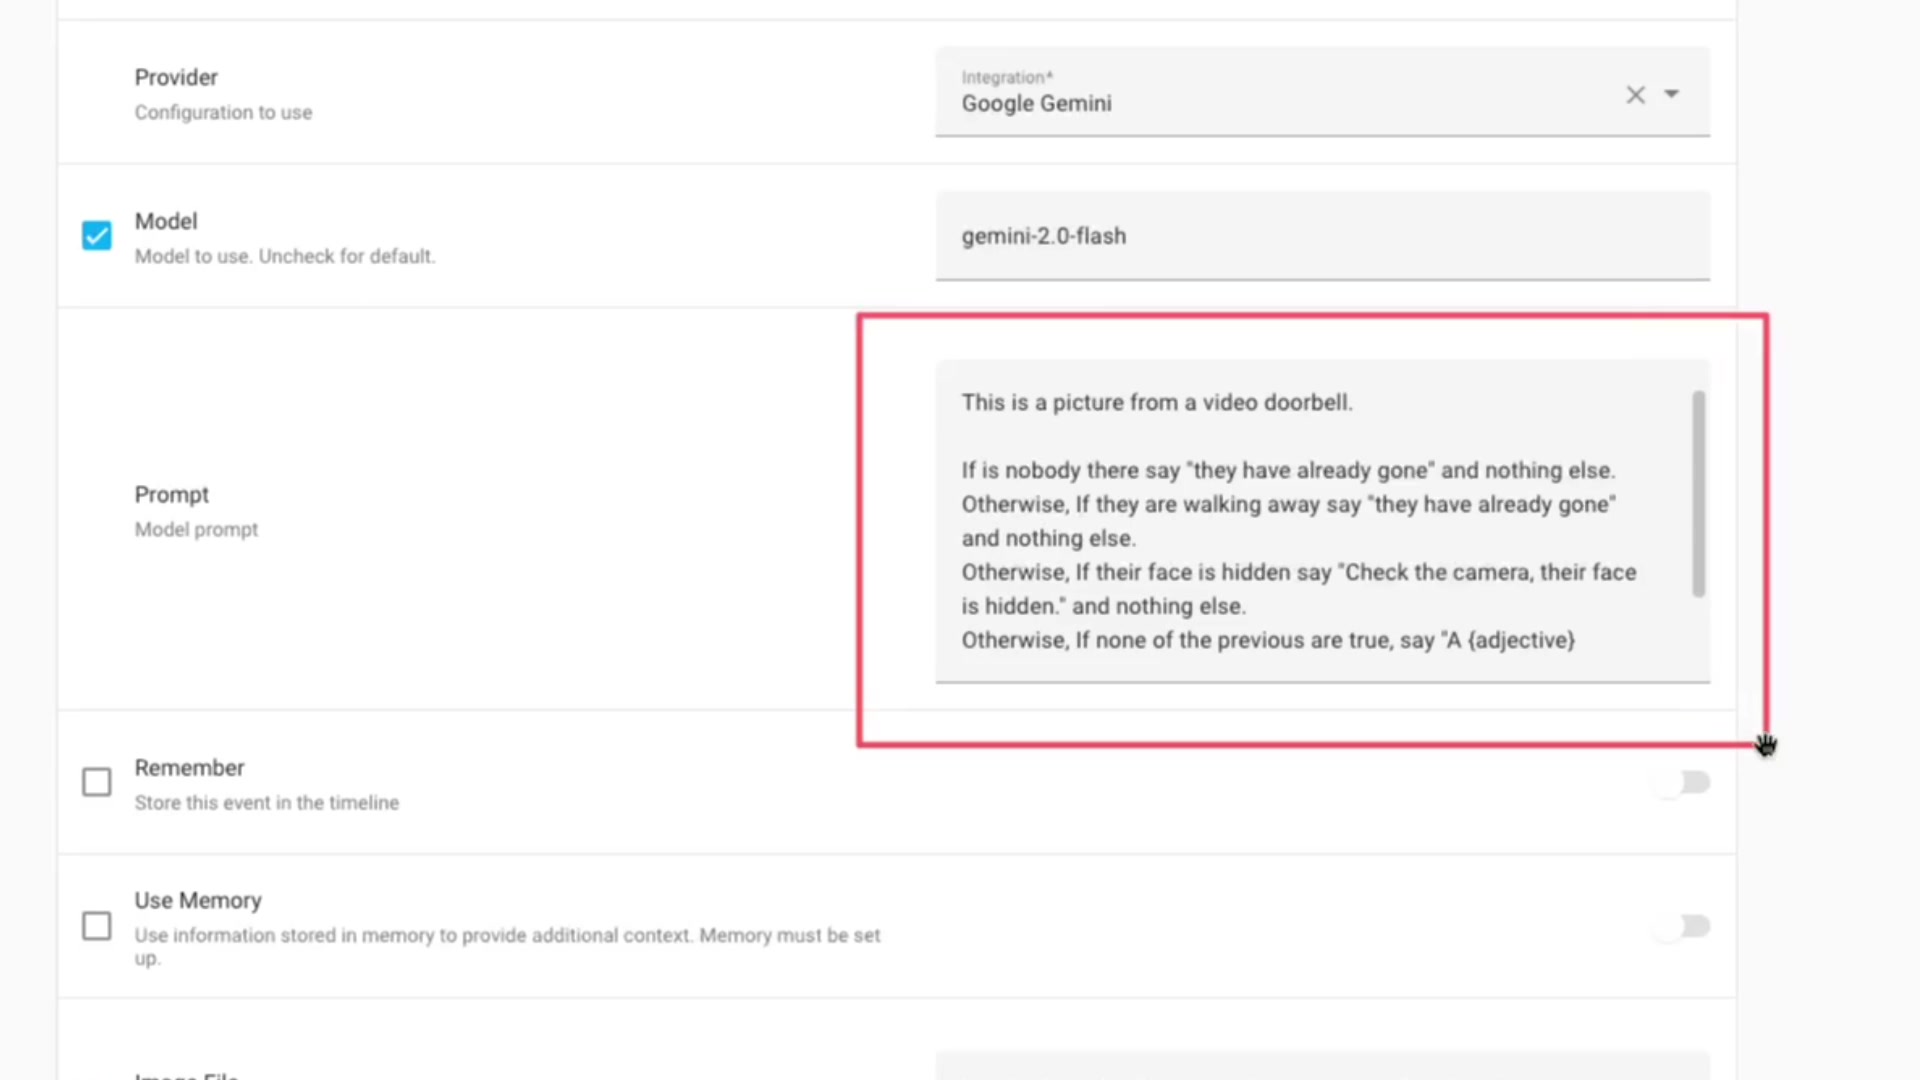 Provider
Configuration to use
Integration*
Google Gemini
Model
Model to use. Uncheck for default.
gemini-2.0-flash
Prompt
Model prompt
This is a picture from a video doorbell.
If is nobody there say "they have already gone" and nothing else.
Otherwise, If they are walking away say "they have already gone"
and nothing else.
Otherwise, If their face is hidden say "Check the camera, their face
is hidden." and nothing else.
Otherwise, If none of the previous are true, say "A {adjective}
Remember
Store this event in the timeline
Use Memory
Use information stored in memory to provide additional context. Memory must be set
up.
Image File